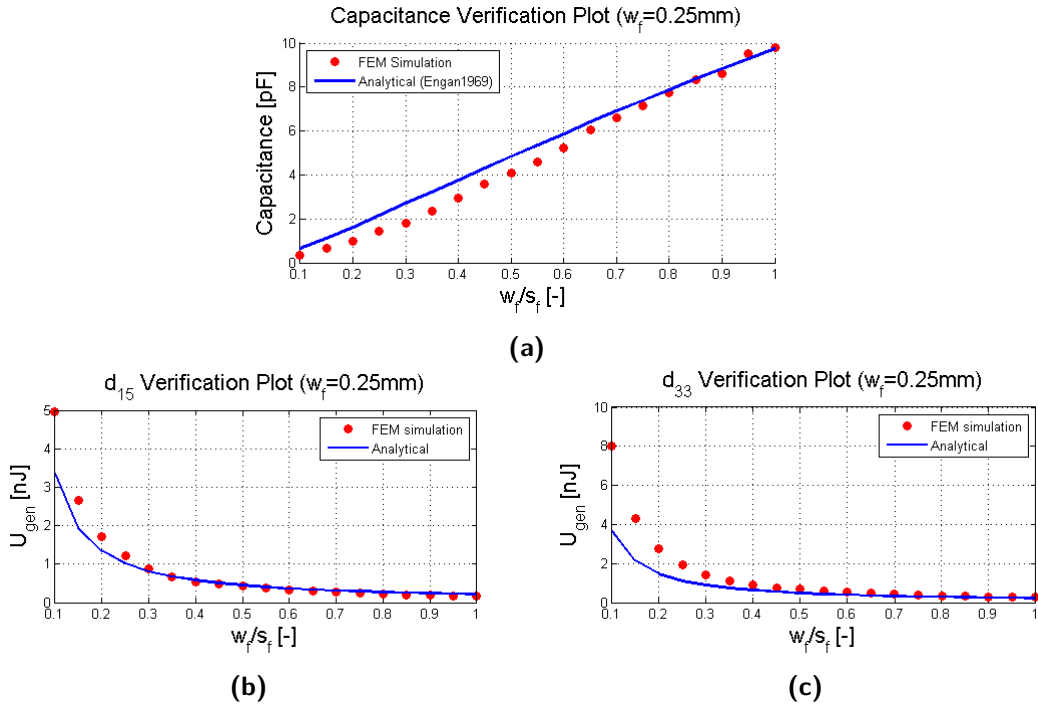 Capacitance Verification Plot (w_f=0.25mm)
10
8
6
4
2
0
Capacitance [pF]
FEM Simulation
Analytical (Engan1969)
0.1 0.2 0.3 0.4 0.5 0.6 0.7 0.8 0.9 1
w_f/s_f [-]
(a)
d_15 Verification Plot (w_f=0.25mm)
5
4
3
2
1
0
U_gen [nJ]
FEM simulation
Analytical
0.1 0.2 0.3 0.4 0.5 0.6 0.7 0.8 0.9 1
w_f/s_f [-]
(b)
d_33 Verification Plot (w_f=0.25mm)
10
8
6
4
2
0
U_gen [nJ]
FEM simulation
Analytical
0.1 0.2 0.3 0.4 0.5 0.6 0.7 0.8 0.9 1
w_f/s_f [-]
(c)